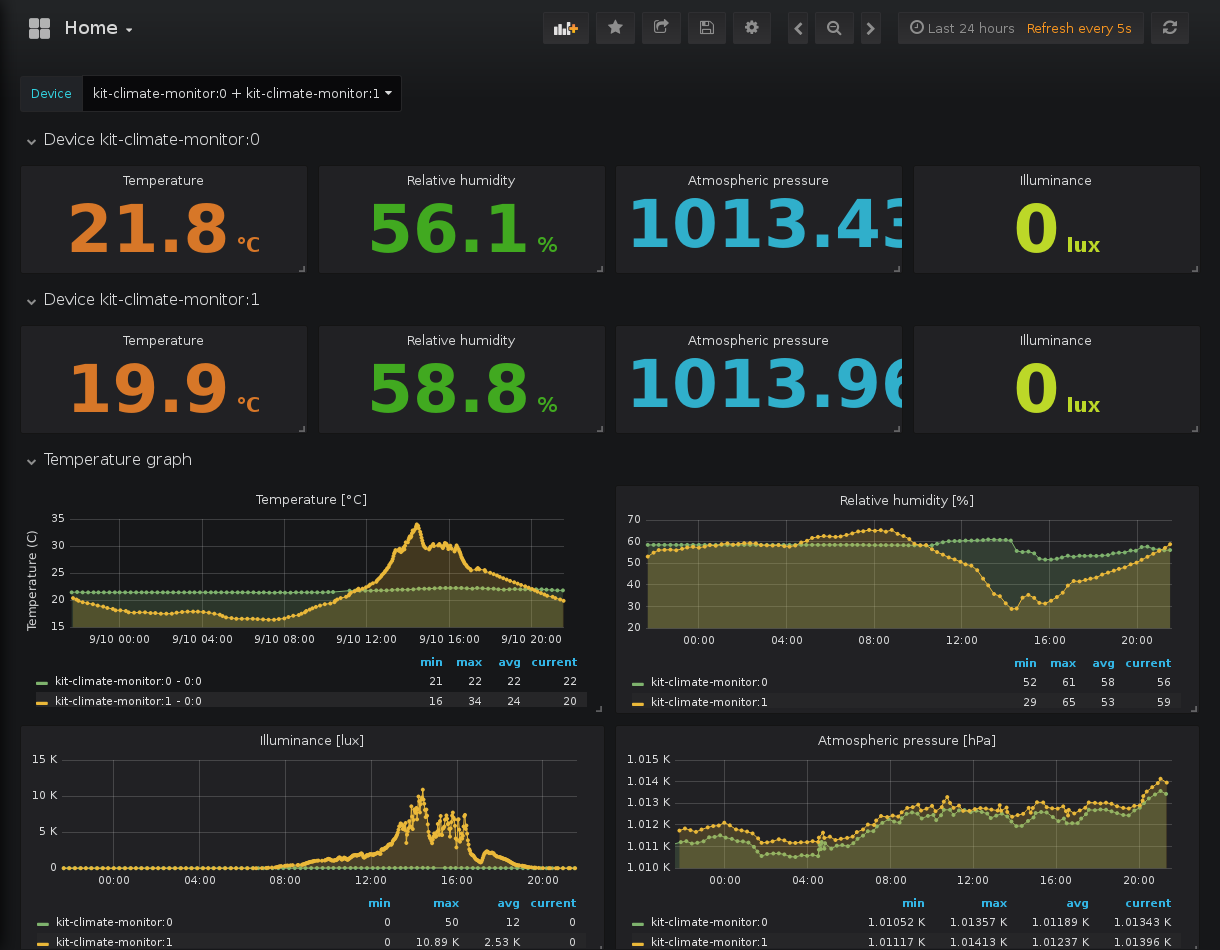 Home
Last 24 hours Refresh every 5s
Device kit-climate-monitor:0 + kit-climate-monitor:1
Device kit-climate-monitor:0
Temperature Relative humidity Atmospheric pressure Illuminance
21.8 °C 56.1 % 1013.43 0 lux
Device kit-climate-monitor:1
Temperature Relative humidity Atmospheric pressure Illuminance
19.9 °C 58.8 % 1013.96 0 lux
Temperature graph
Temperature [°C]
Temperature (C)
35
30
25
20
15
9/10 00:00 9/10 04:00 9/10 08:00 9/10 12:00 9/10 16:00 9/10 20:00
min max avg current
kit-climate-monitor:0 - 0:0 21 22 22 22
kit-climate-monitor:1 - 0:0 16 34 24 20
Relative humidity [%]
70
60
50
40
30
20
00:00 04:00 08:00 12:00 16:00 20:00
min max avg current
kit-climate-monitor:0 52 61 58 56
kit-climate-monitor:1 29 65 53 59
Illuminance [lux]
15 K
10 K
5 K
0
00:00 04:00 08:00 12:00 16:00 20:00
min max avg current
kit-climate-monitor:0 0 50 12 0
kit-climate-monitor:1 0 10.89 K 2.53 K 0
Atmospheric pressure [hPa]
1.015 K
1.014 K
1.013 K
1.012 K
1.011 K
1.010 K
00:00 04:00 08:00 12:00 16:00 20:00
min max avg current
kit-climate-monitor:0 1.01052 K 1.01357 K 1.01189 K 1.01343 K
kit-climate-monitor:1 1.01117 K 1.01413 K 1.01237 K 1.01396 K